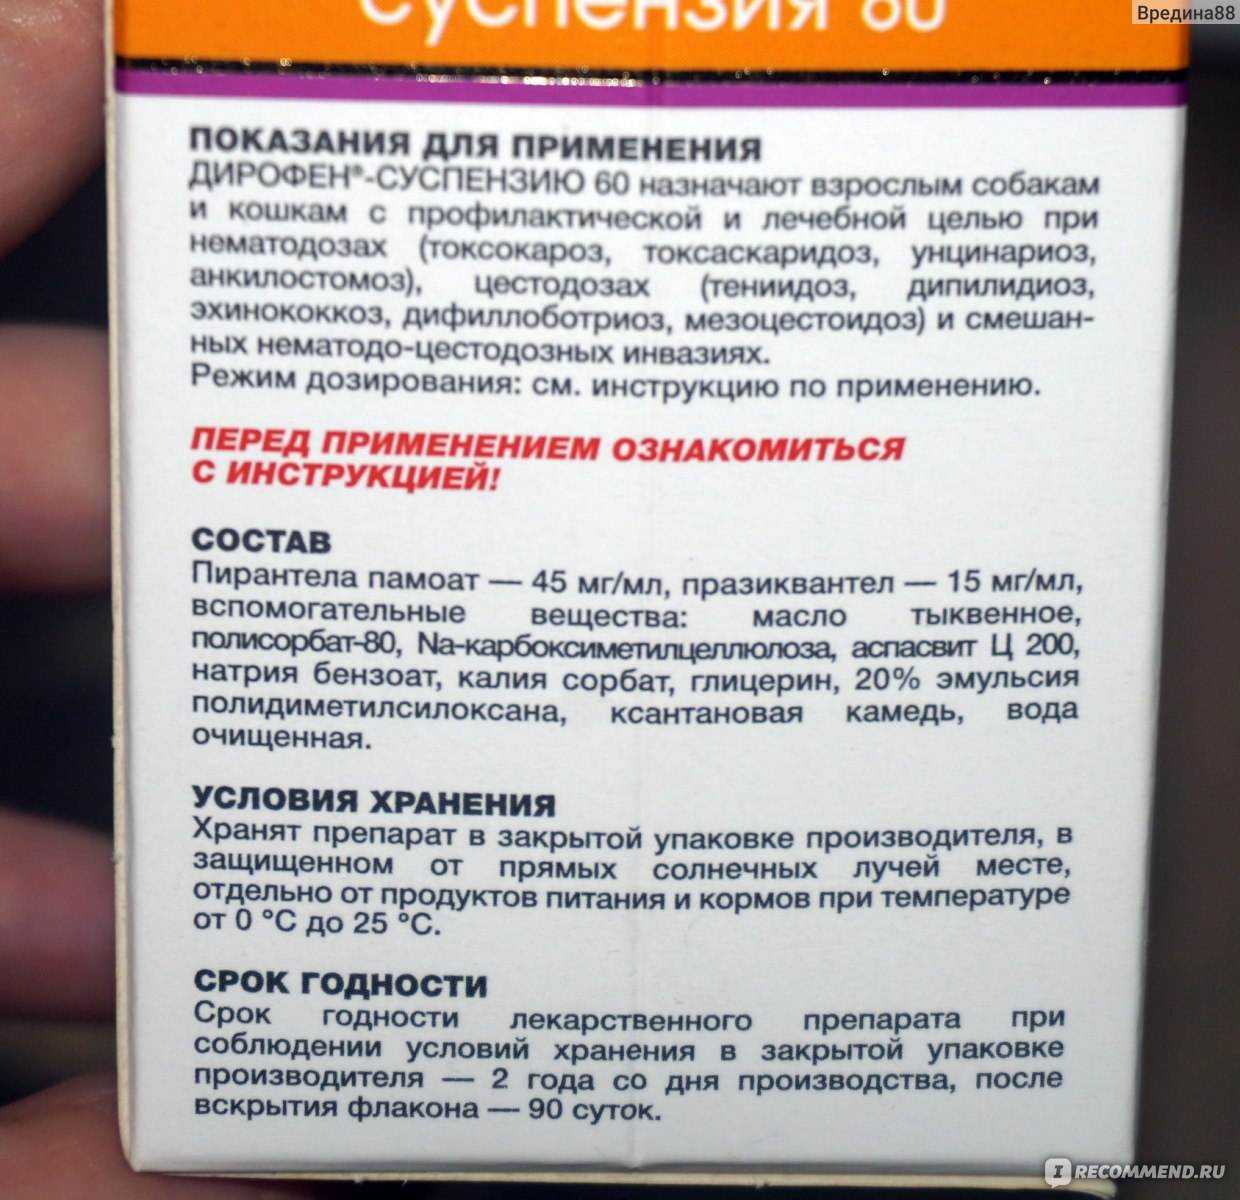 Вредина88
суспензия 60
ПОКАЗАНИЯ ДЛЯ ПРИМЕНЕНИЯ
ДИРОФЕН®-СУСПЕНЗИЮ 60 назначают взрослым собакам
и кошкам с профилактической и лечебной целью при
нематодозах (токсокароз, токсаскаридоз, унцинариоз,
анкилостомоз), цестодозах (тениидоз, дипилидиоз,
эхинококкоз, дифиллоботриоз, мезоцестоидоз) и смешан-
ных нематодо-цестодозных инвазиях.
Режим дозирования: см. инструкцию по применению.
ПЕРЕД ПРИМЕНЕНИЕМ ОЗНАКОМИТЬСЯ
С ИНСТРУКЦИЕЙ!
СОСТАВ
Пирантела памоат — 45 мг/мл, празиквантел — 15 мг/мл,
вспомогательные вещества: масло тыквенное,
полисорбат-80, Na-карбоксиметилцеллюлоза, аспасвит Ц 200,
натрия бензоат, калия сорбат, глицерин, 20% эмульсия
полидиметилсилоксана, ксантановая камедь, вода
очищенная.
УСЛОВИЯ ХРАНЕНИЯ
Хранят препарат в закрытой упаковке производителя, в
защищенном от прямых солнечных лучей месте,
отдельно от продуктов питания и кормов при температуре
от 0 °С до 25 °С.
СРОК ГОДНОСТИ
Срок годности лекарственного препарата при
соблюдении условий хранения в закрытой упаковке
производителя — 2 года со дня производства, после
вскрытия флакона — 90 суток.
IRECOMMEND.RU